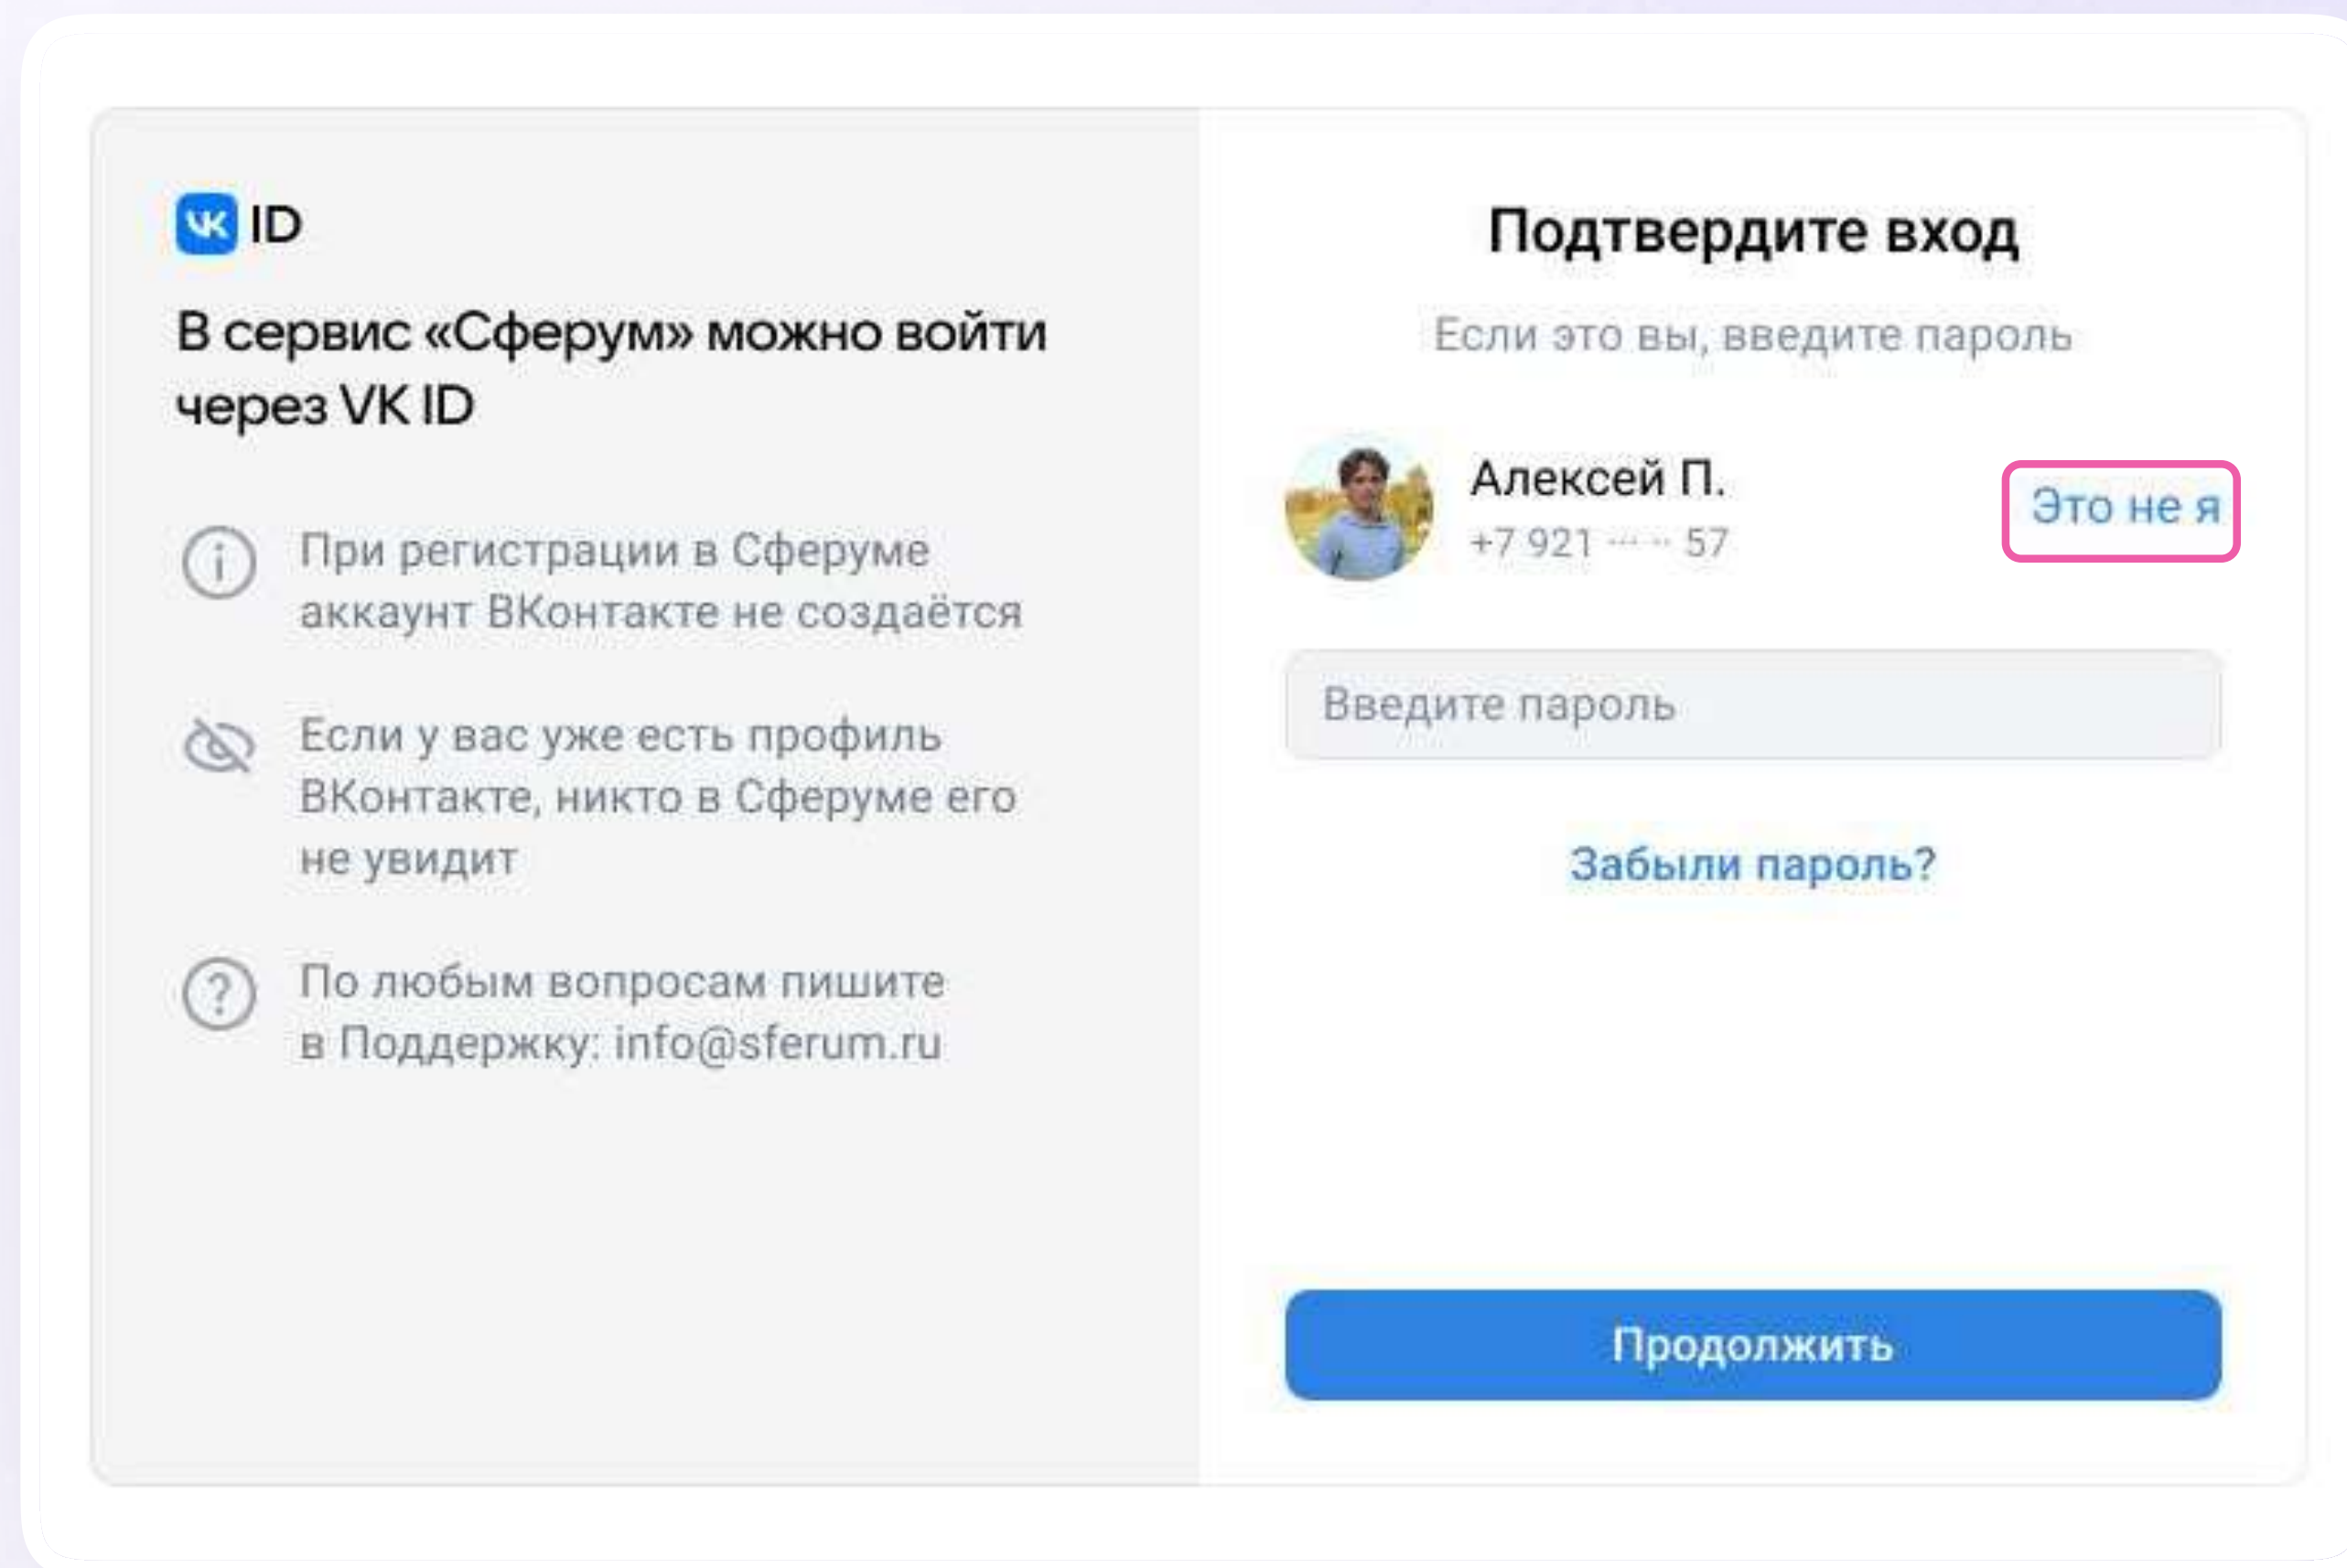 VK ID
В сервис «Сферум» можно войти
через VK ID
При регистрации в Сферуме
аккаунт ВКонтакте не создаётся
Если у вас уже есть профиль
ВКонтакте, никто в Сферуме его
не увидит
По любым вопросам пишите
в Поддержку: info@sferum.ru
Подтвердите вход
Если это вы, введите пароль
Алексей П.
+7 921 ··· ·· 57
Это не я
Введите пароль
Забыли пароль?
Продолжить